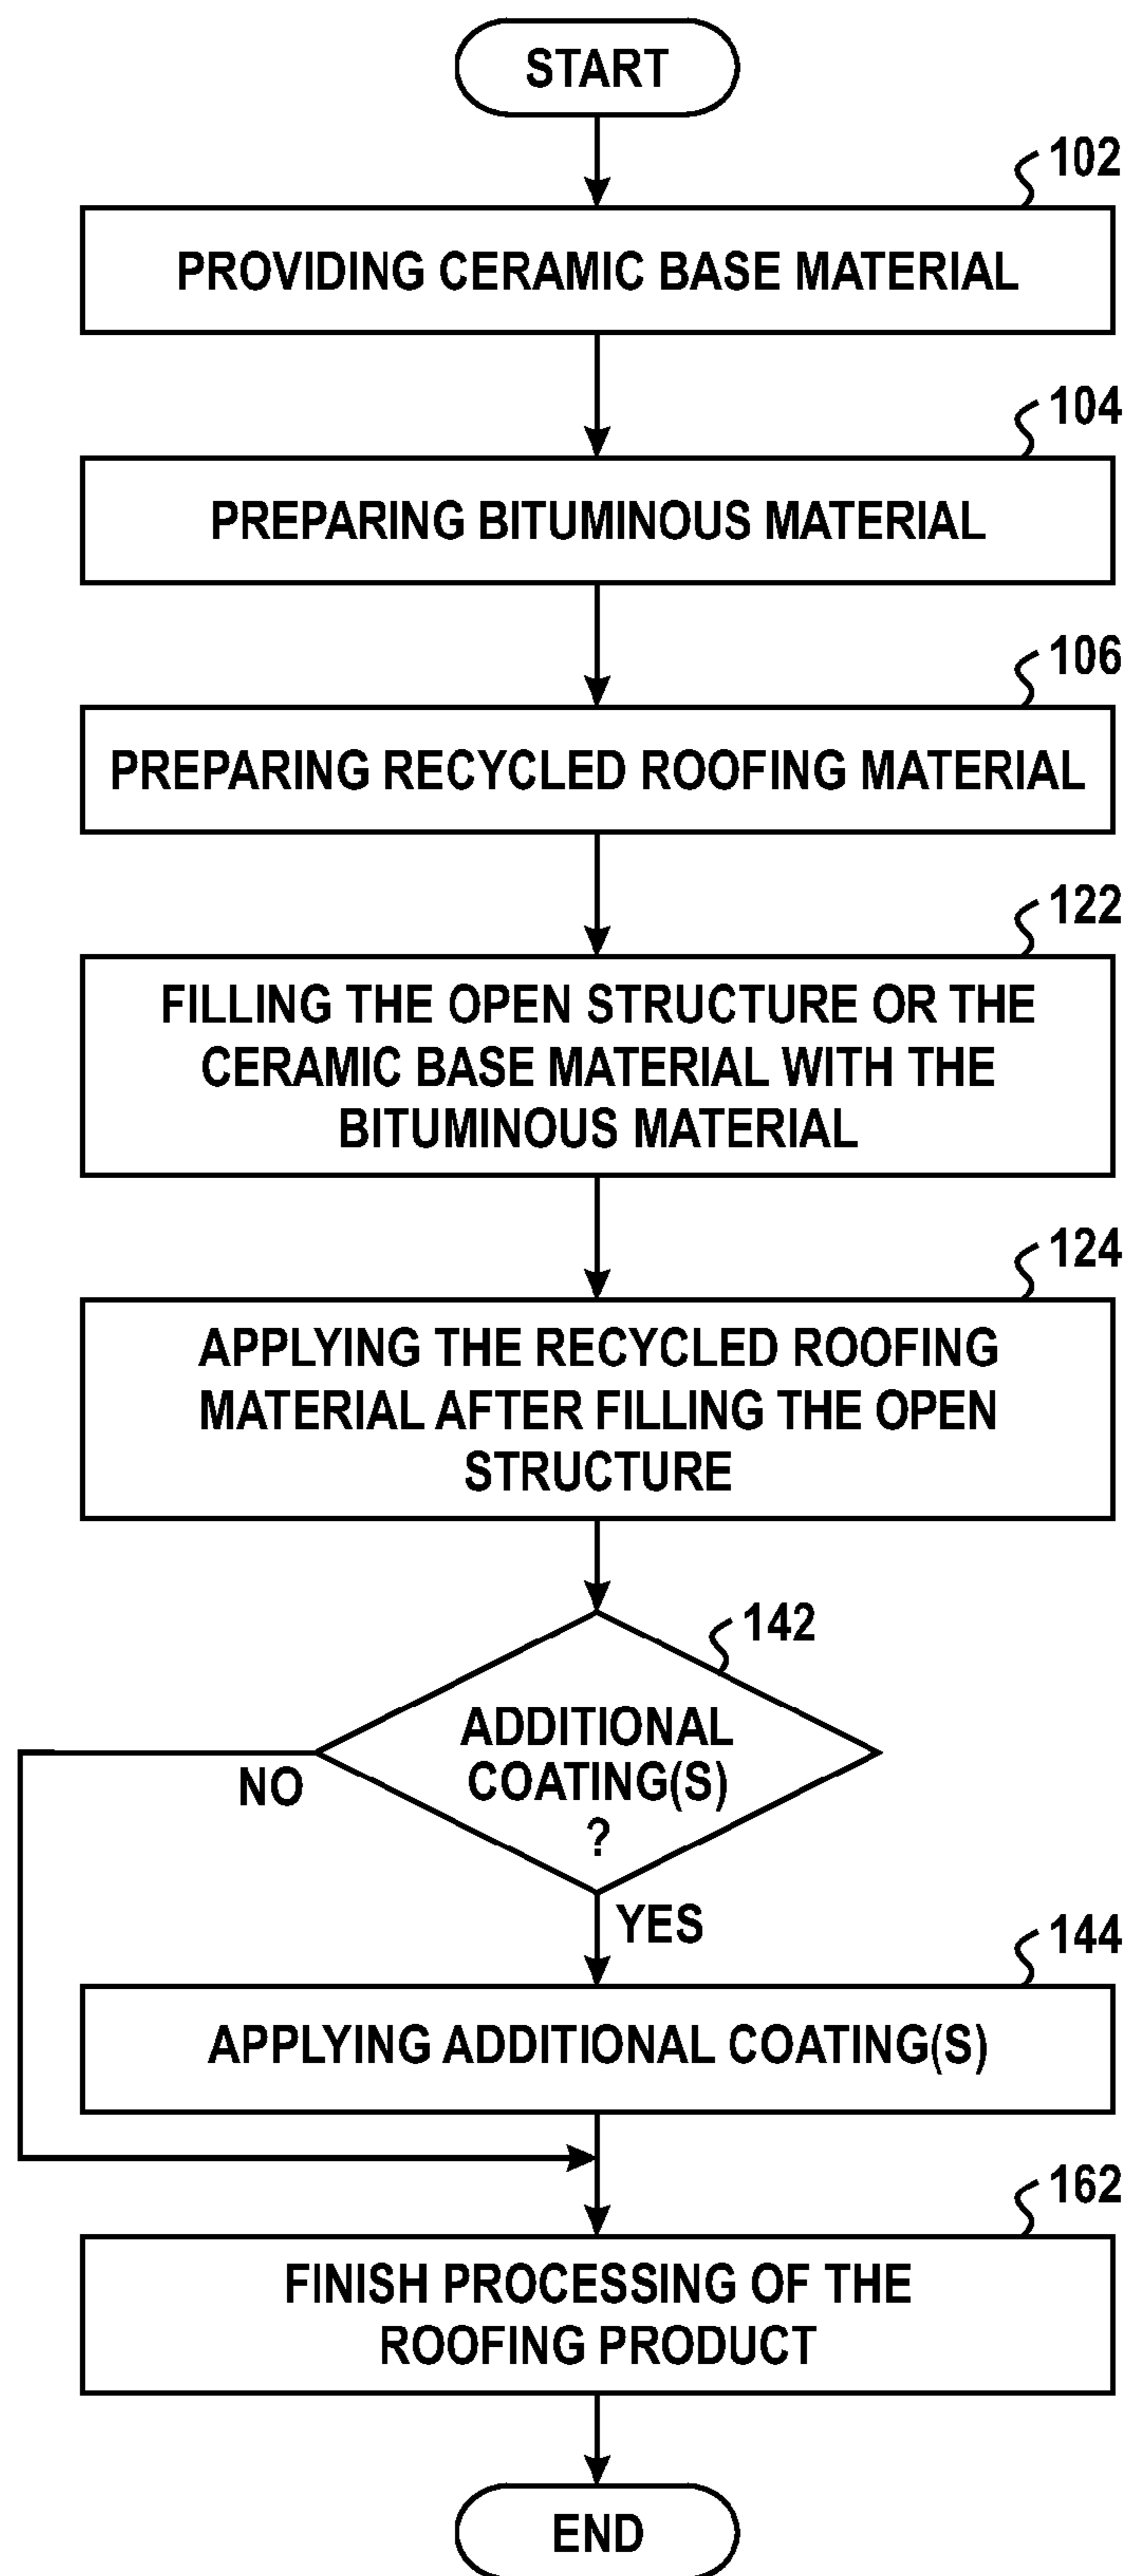 START
102
PROVIDING CERAMIC BASE MATERIAL
104
PREPARING BITUMINOUS MATERIAL
106
PREPARING RECYCLED ROOFING MATERIAL
122
FILLING THE OPEN STRUCTURE OR THE
CERAMIC BASE MATERIAL WITH THE
BITUMINOUS MATERIAL
124
APPLYING THE RECYCLED ROOFING
MATERIAL AFTER FILLING THE OPEN
STRUCTURE
142
ADDITIONAL
COATING(S)
?
NO
YES
144
APPLYING ADDITIONAL COATING(S)
162
FINISH PROCESSING OF THE
ROOFING PRODUCT
END